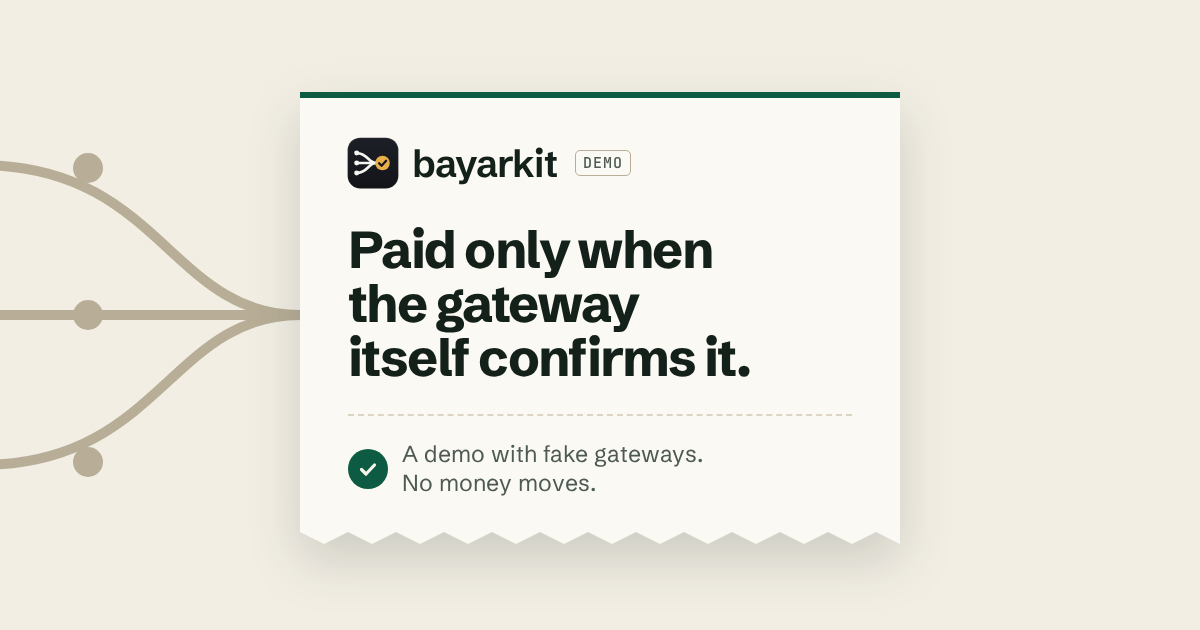 bayarkit DEMO
Paid only when
the gateway
itself confirms it.
A demo with fake gateways.
No money moves.